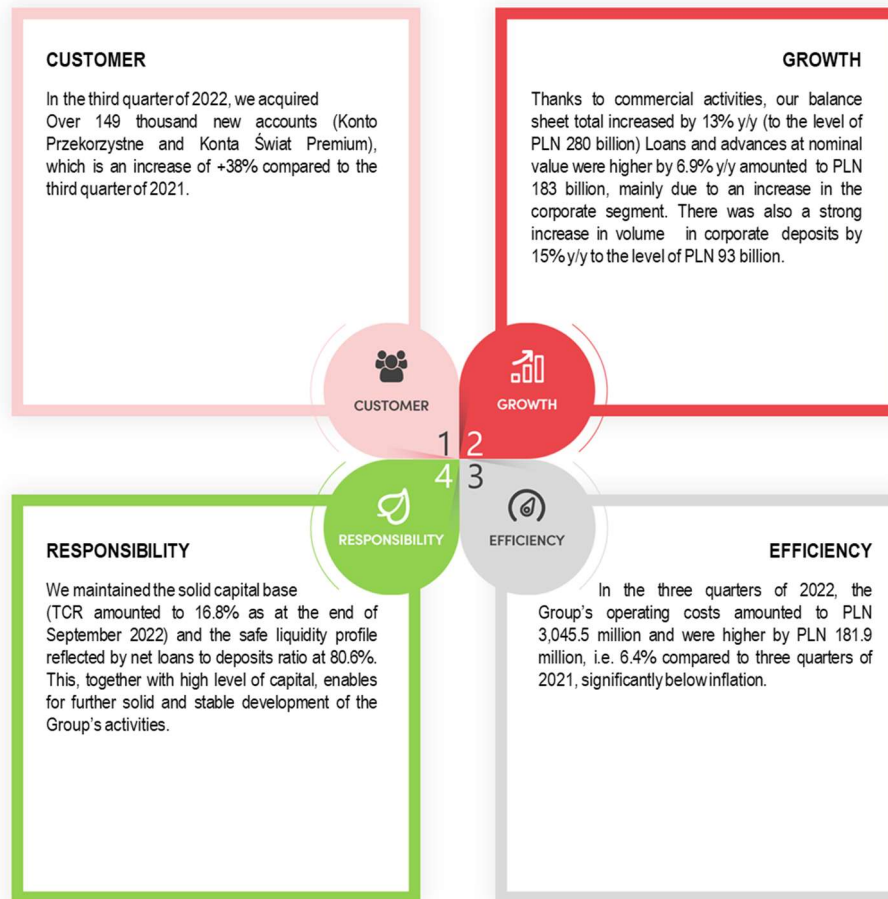 CUSTOMER
In the third quarter of 2022, we acquired
Over 149 thousand new accounts (Konto
Przekorzystne and Konta Świat Premium),
which is an increase of +38% compared to the
third quarter of 2021.
GROWTH
Thanks to commercial activities, our balance
sheet total increased by 13% y/y (to the level of
PLN 280 billion) Loans and advances at nominal
value were higher by 6.9% y/y amounted to PLN
183 billion, mainly due to an increase in the
corporate segment. There was also a strong
increase in volume in corporate deposits by
15% y/y to the level of PLN 93 billion.
CUSTOMER
GROWTH
1 2
4 3
RESPONSIBILITY
EFFICIENCY
RESPONSIBILITY
We maintained the solid capital base
(TCR amounted to 16.8% as at the end of
September 2022) and the safe liquidity profile
reflected by net loans to deposits ratio at 80.6%.
This, together with high level of capital, enables
for further solid and stable development of the
Group's activities.
EFFICIENCY
In the three quarters of 2022, the
Group's operating costs amounted to PLN
3,045.5 million and were higher by PLN 181.9
million, i.e. 6.4% compared to three quarters of
2021, significantly below inflation.